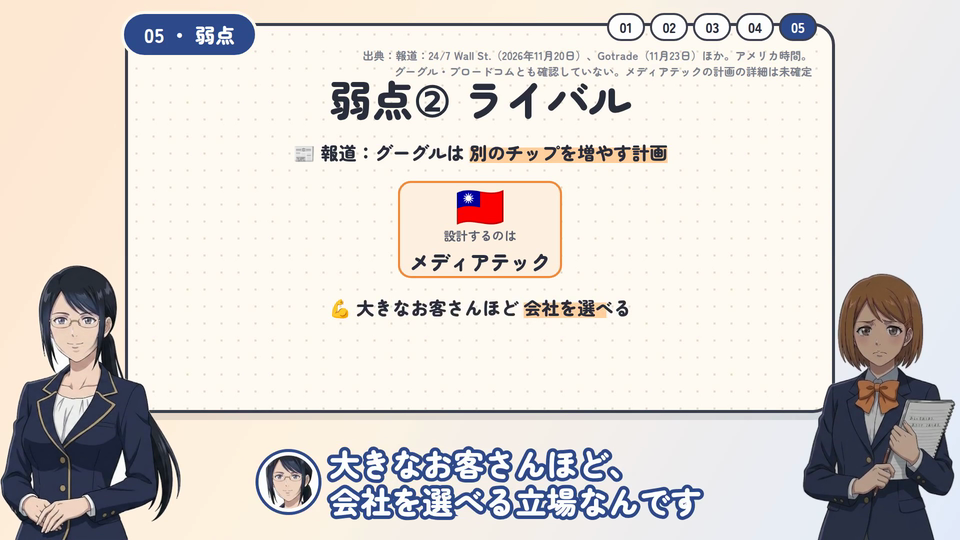 05 ・ 弱点
01 02 03 04 05
出典：報道：24/7 Wall St.（2026年11月20日）、Gotrade（11月23日）ほか。アメリカ時間。
グーグル・ブロードコムとも確認していない。メディアテックの計画の詳細は未確定
弱点② ライバル
報道：グーグルは 別のチップを増やす計画
設計するのは
メディアテック
大きなお客さんほど 会社を選べる
大きなお客さんほど、
会社を選べる立場なんです